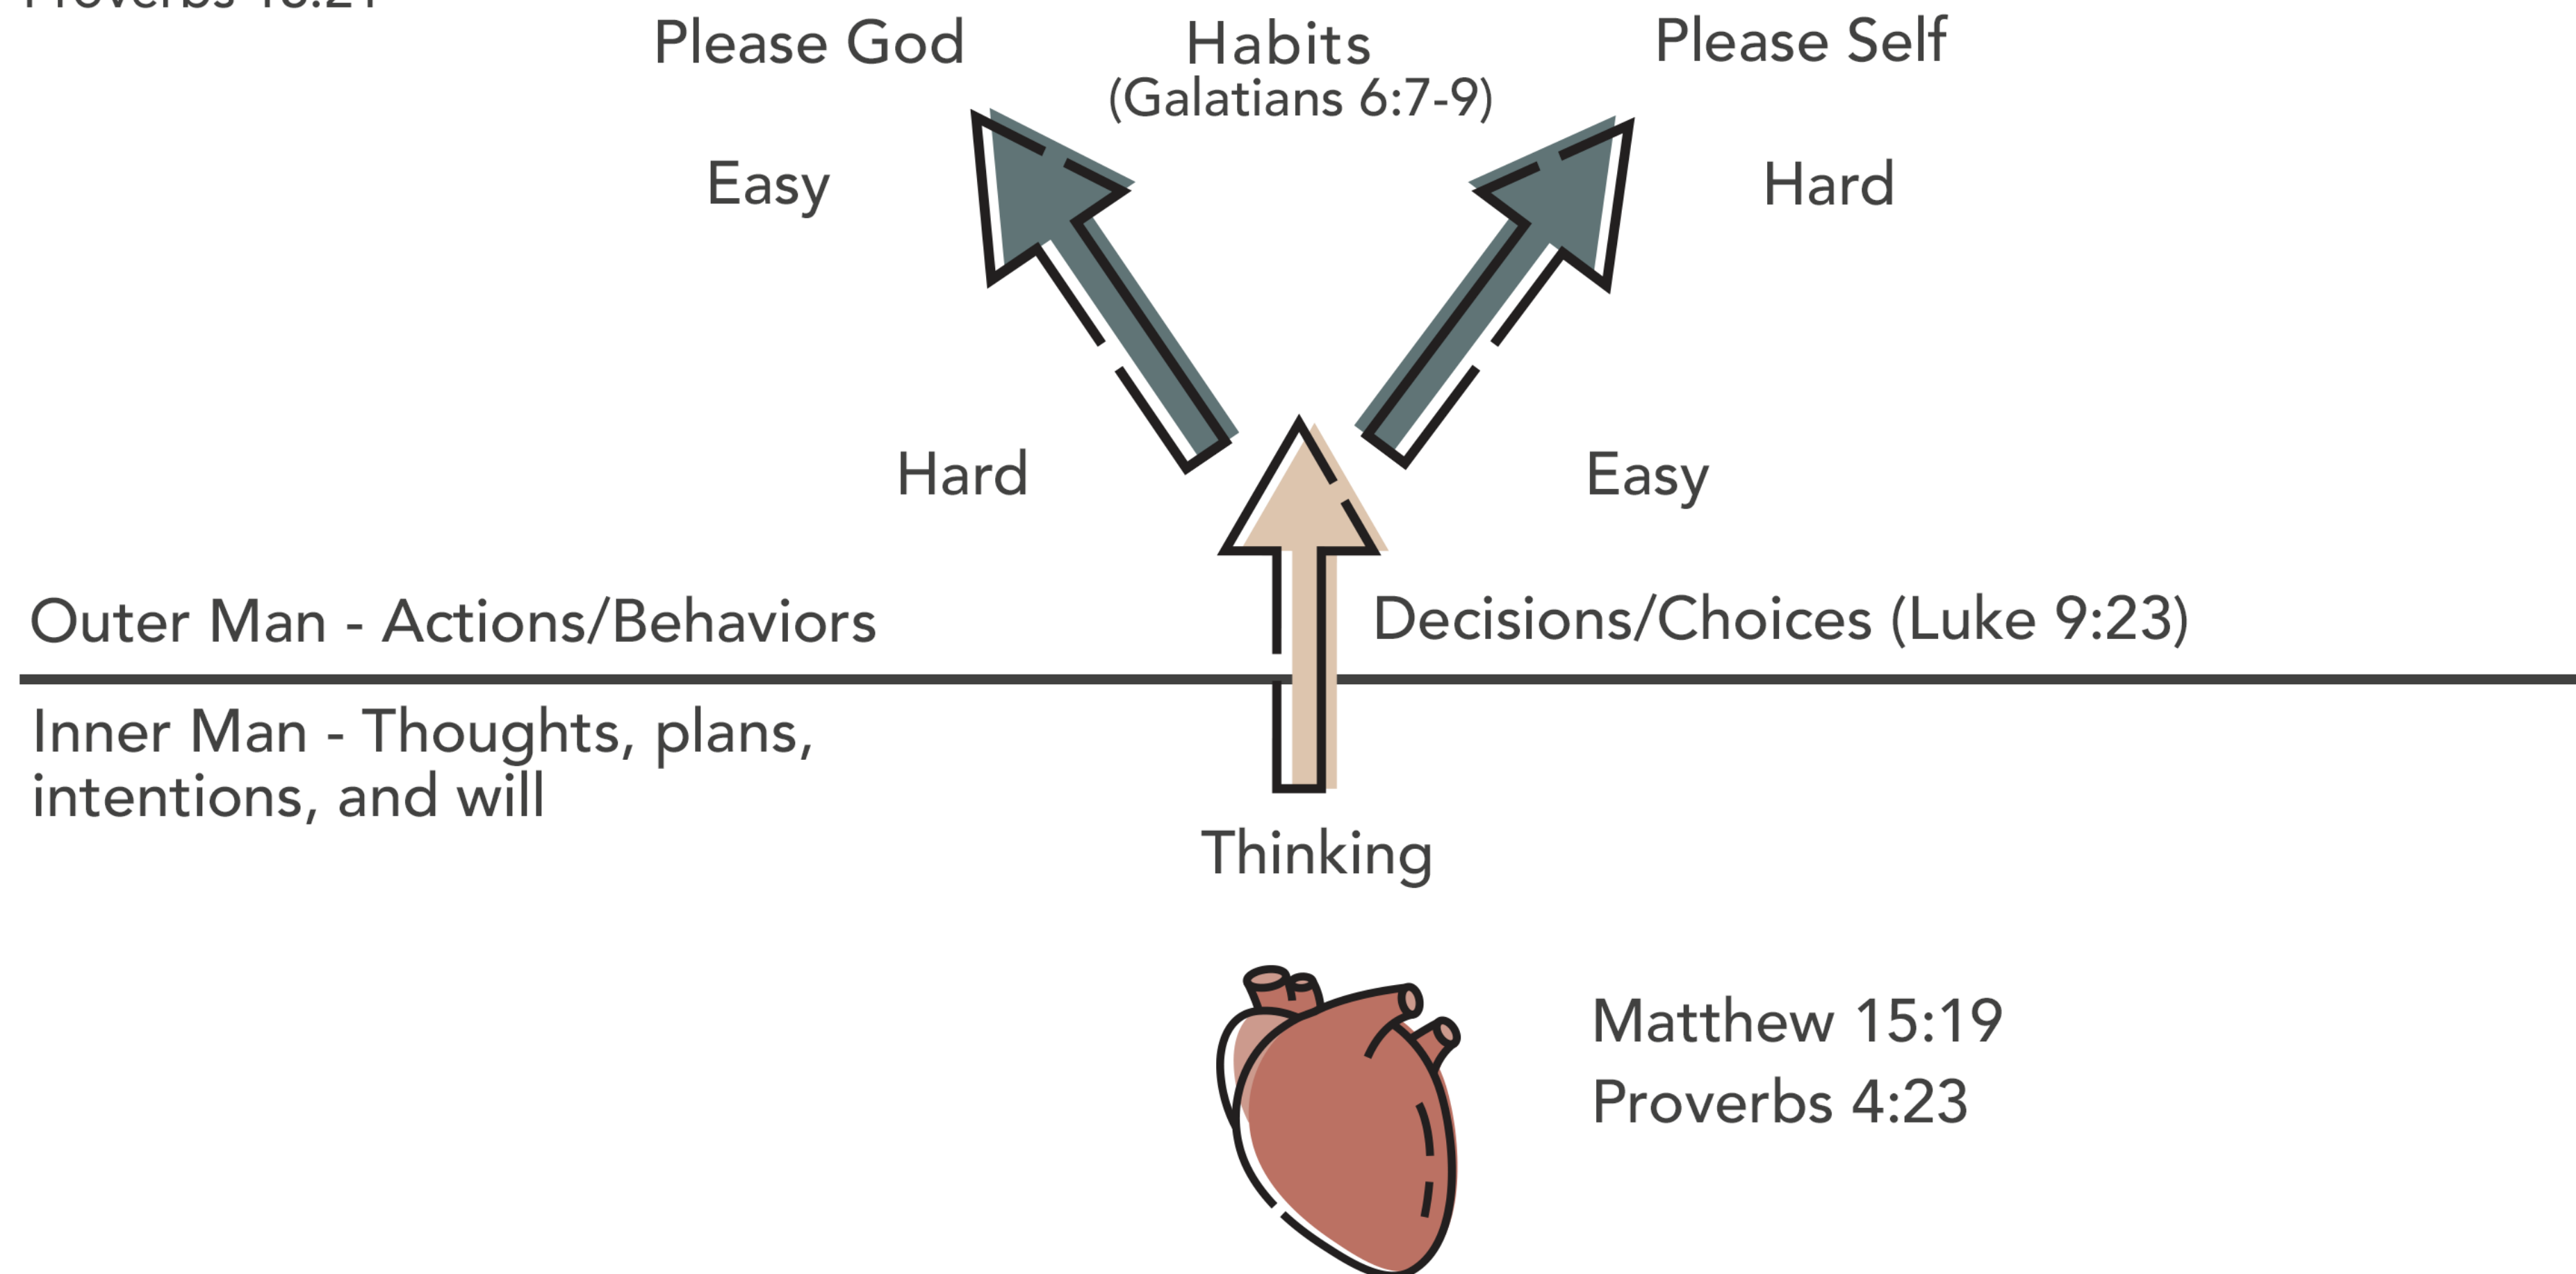 Please God
Habits
Please Self
(Galatians 6:7-9)
Easy
Hard
Hard
Easy
Outer Man - Actions/Behaviors
Decisions/Choices (Luke 9:23)
Inner Man - Thoughts, plans,
intentions, and will
Thinking
Matthew 15:19
Proverbs 4:23